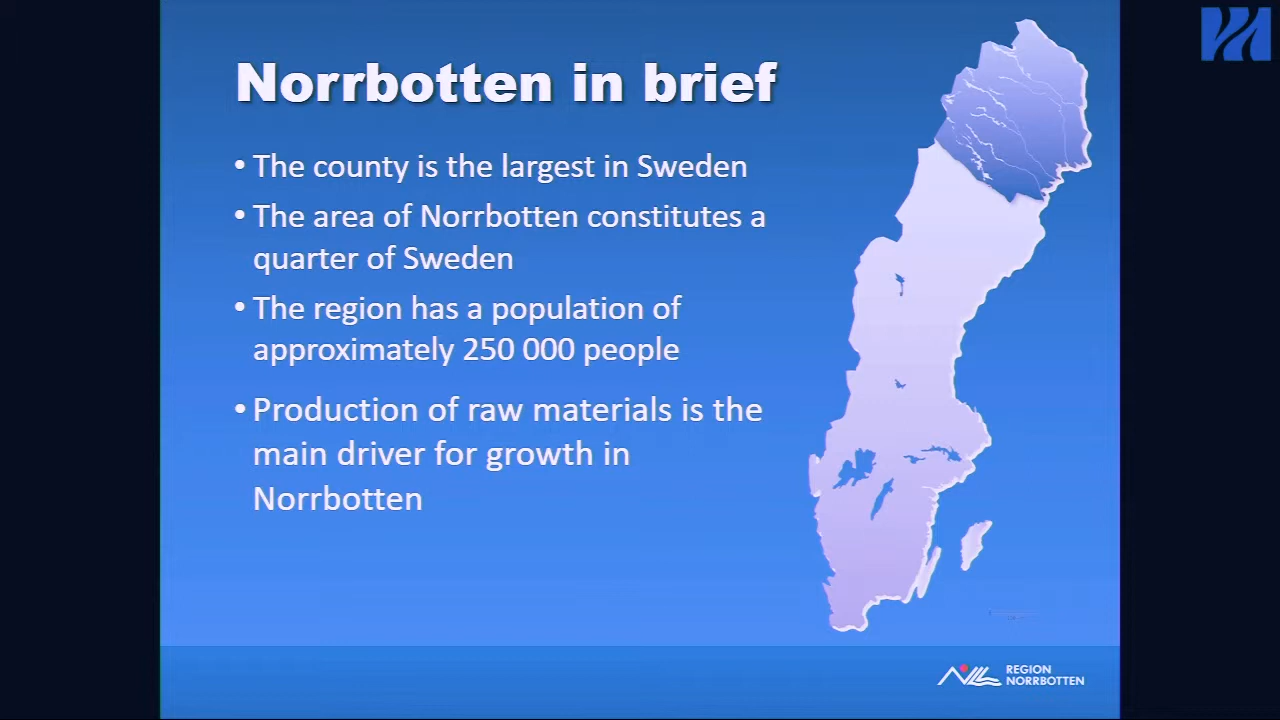 Norrbotten in brief
• The county is the largest in Sweden
• The area of Norrbotten constitutes a
quarter of Sweden
• The region has a population of
approximately 250 000 people
• Production of raw materials is the
main driver for growth in
Norrbotten
REGION
NORRBOTTEN